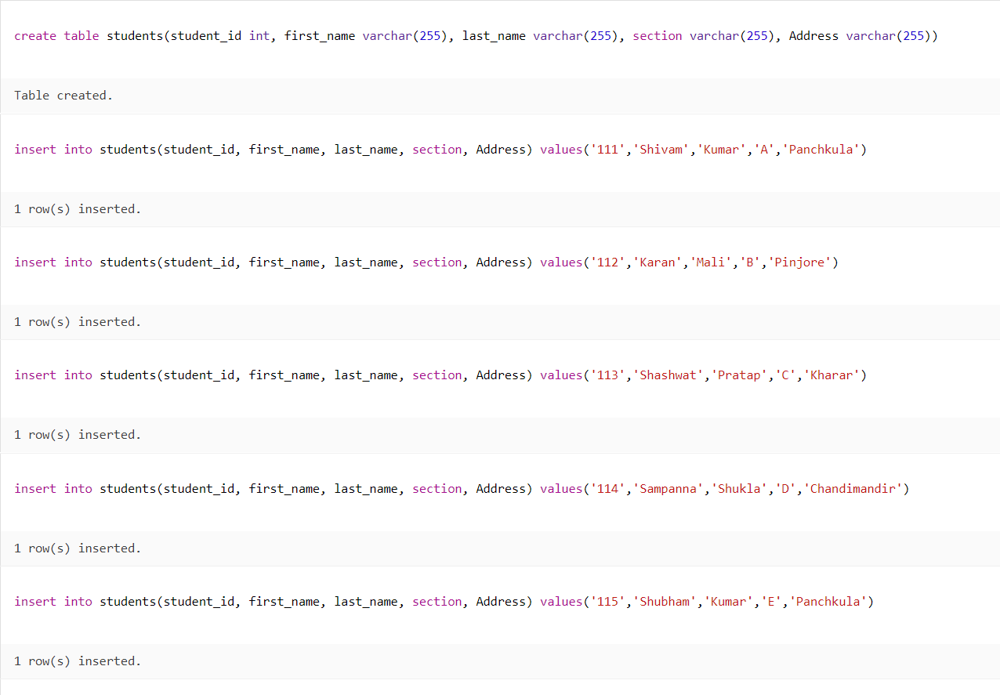 create table students(student_id int, first_name varchar(255), last_name varchar(255), section varchar(255), Address varchar(255))
Table created.
insert into students(student_id, first_name, last_name, section, Address) values('111','Shivam','Kumar','A','Panchkula')
1 row(s) inserted.
insert into students(student_id, first_name, last_name, section, Address) values('112','Karan','Mali','B','Pinjore')
1 row(s) inserted.
insert into students(student_id, first_name, last_name, section, Address) values('113','Shashwat','Pratap','C','Kharar')
1 row(s) inserted.
insert into students(student_id, first_name, last_name, section, Address) values('114','Sampanna','Shukla','D','Chandimandir')
1 row(s) inserted.
insert into students(student_id, first_name, last_name, section, Address) values('115','Shubham','Kumar','E','Panchkula')
1 row(s) inserted.